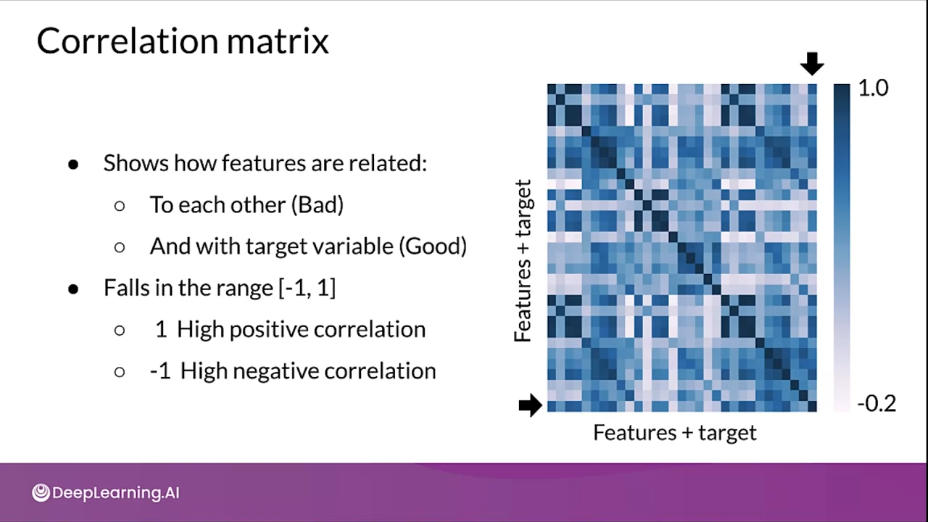 Correlation matrix
● Shows how features are related:
○ To each other (Bad)
○ And with target variable (Good)
● Falls in the range [-1, 1]
○ 1 High positive correlation
○ -1 High negative correlation
Features + target
1.0
-0.2
Features + target
DeepLearning.AI